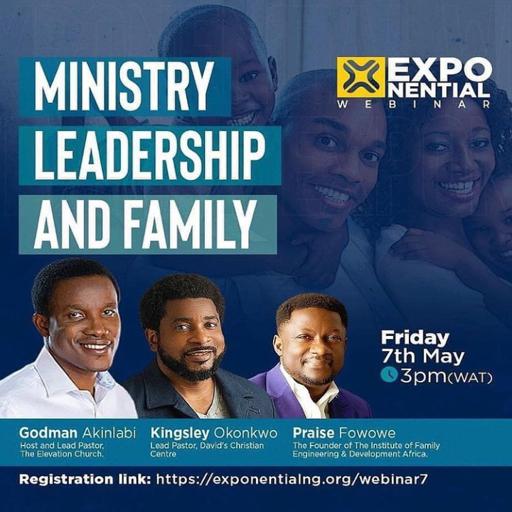 MINISTRY
LEADERSHIP
AND FAMILY
EXPO
NENTIAL
WEBINAR
Friday
7th May
3pm(WAT)
Godman Akinlabi
Host and Lead Pastor,
The Elevation Church.
Kingsley Okonkwo
Lead Pastor, David's Christian
Centre
Praise Fowowe
The Founder of The Institute of Family
Engineering & Development Africa.
Registration link: https://exponentialng.org/webinar7